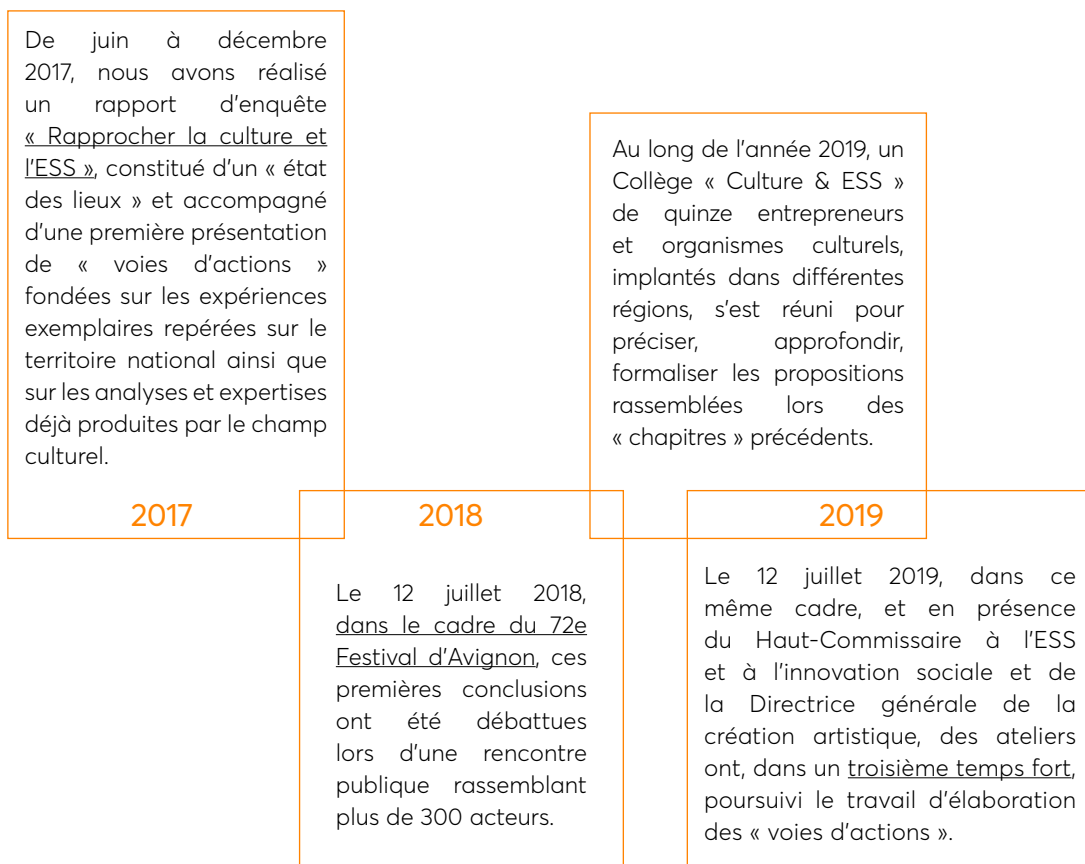 De juin à décembre
2017, nous avons réalisé
un rapport d'enquête
« Rapprocher la culture et
l'ESS », constitué d'un « état
des lieux » et accompagné
d'une première présentation
de « voies d'actions »
fondées sur les expériences
exemplaires repérées sur le
territoire national ainsi que
sur les analyses et expertises
déjà produites par le champ
culturel.
2017
2018
Le 12 juillet 2018,
dans le cadre du 72e
Festival d'Avignon, ces
premières conclusions
ont été débattues
lors d'une rencontre
publique rassemblant
plus de 300 acteurs.
Au long de l'année 2019, un
Collège « Culture & ESS »
de quinze entrepreneurs
et organismes culturels,
implantés dans différentes
régions, s'est réuni pour
préciser, approfondir,
formaliser les propositions
rassemblées lors des
« chapitres » précédents.
2019
Le 12 juillet 2019, dans ce
même cadre, et en présence
du Haut-Commissaire à l'ESS
et à l'innovation sociale et de
la Directrice générale de la
création artistique, des ateliers
ont, dans un troisième temps fort,
poursuivi le travail d'élaboration
des « voies d'actions ».